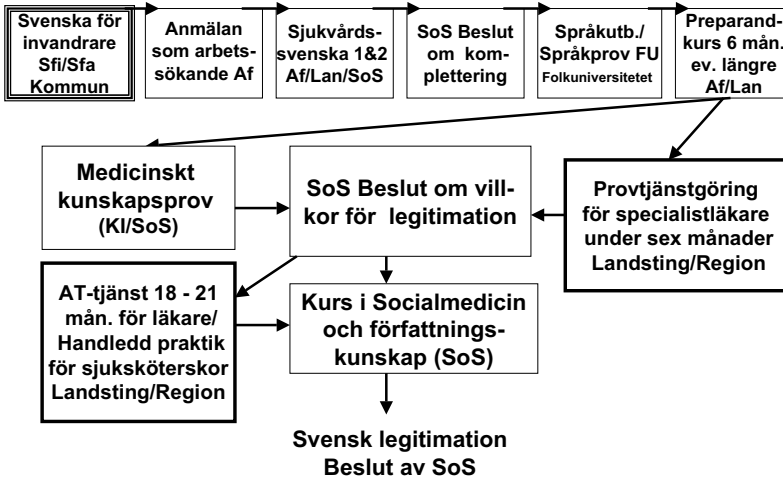 Svenska för
invandrare
Sfi/Sfa
Kommun
Anmälan
som arbets-
sökande Af
Sjukvårds-
svenska 1&2
Af/Lan/SoS
SoS Beslut
om kom-
plettering
Språkutb./
Språkprov FU
Folkuniversitetet
Preparand-
kurs 6 mån.
ev. längre
Af/Lan
Medicinskt
kunskapsprov
(KI/SoS)
SoS Beslut om vill-
kor för legitimation
Provtjänstgöring
för specialistläkare
under sex månader
Landsting/Region
AT-tjänst 18 - 21
mån. för läkare/
Handledd praktik
för sjuksköterskor
Landsting/Region
Kurs i Socialmedicin
och författnings-
kunskap (SoS)
Svensk legitimation
Beslut av SoS